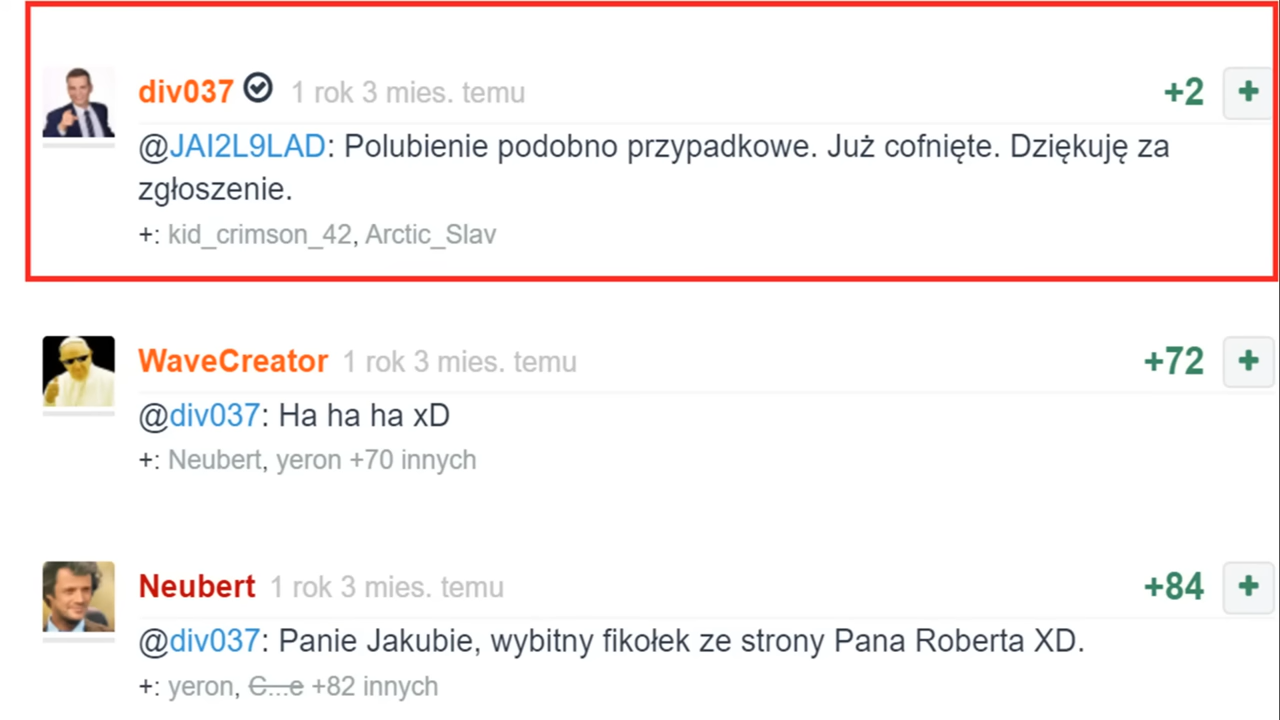 div037 1 rok 3 mies. temu +2 +
@JAI2L9LAD: Polubienie podobno przypadkowe. Już cofnięte. Dziękuję za
zgłoszenie.
+: kid_crimson_42, Arctic_Slav
WaveCreator 1 rok 3 mies. temu +72 +
@div037: Ha ha ha xD
+: Neubert, yeron +70 innych
Neubert 1 rok 3 mies. temu +84 +
@div037: Panie Jakubie, wybitny fikołek ze strony Pana Roberta XD.
+: yeron, C...e +82 innych